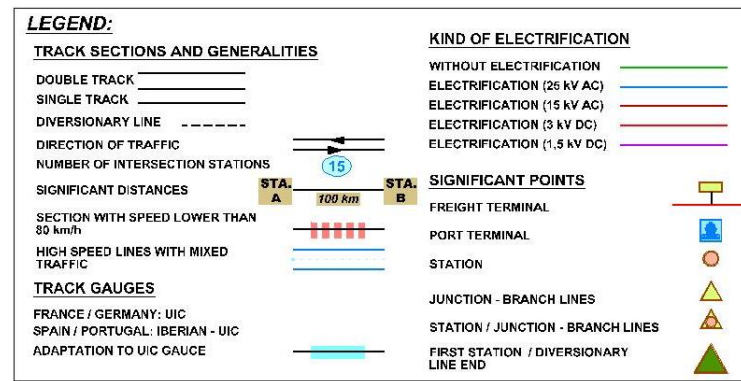 LEGEND:
TRACK SECTIONS AND GENERALITIES
DOUBLE TRACK
SINGLE TRACK
DIVERSIONARY LINE
DIRECTION OF TRAFFIC
NUMBER OF INTERSECTION STATIONS
15
SIGNIFICANT DISTANCES
STA. A
100 km
STA. B
SECTION WITH SPEED LOWER THAN
80 km/h
HIGH SPEED LINES WITH MIXED
TRAFFIC
TRACK GAUGES
FRANCE / GERMANY: UIC
SPAIN / PORTUGAL: IBERIAN - UIC
ADAPTATION TO UIC GAUCE
KIND OF ELECTRIFICATION
WITHOUT ELECTRIFICATION
ELECTRIFICATION (25 kV AC)
ELECTRIFICATION (15 kV AC)
ELECTRIFICATION (3 kV DC)
ELECTRIFICATION (1,5 kV DC)
SIGNIFICANT POINTS
FREIGHT TERMINAL
PORT TERMINAL
STATION
JUNCTION - BRANCH LINES
STATION / JUNCTION - BRANCH LINES
FIRST STATION / DIVERSIONARY
LINE END